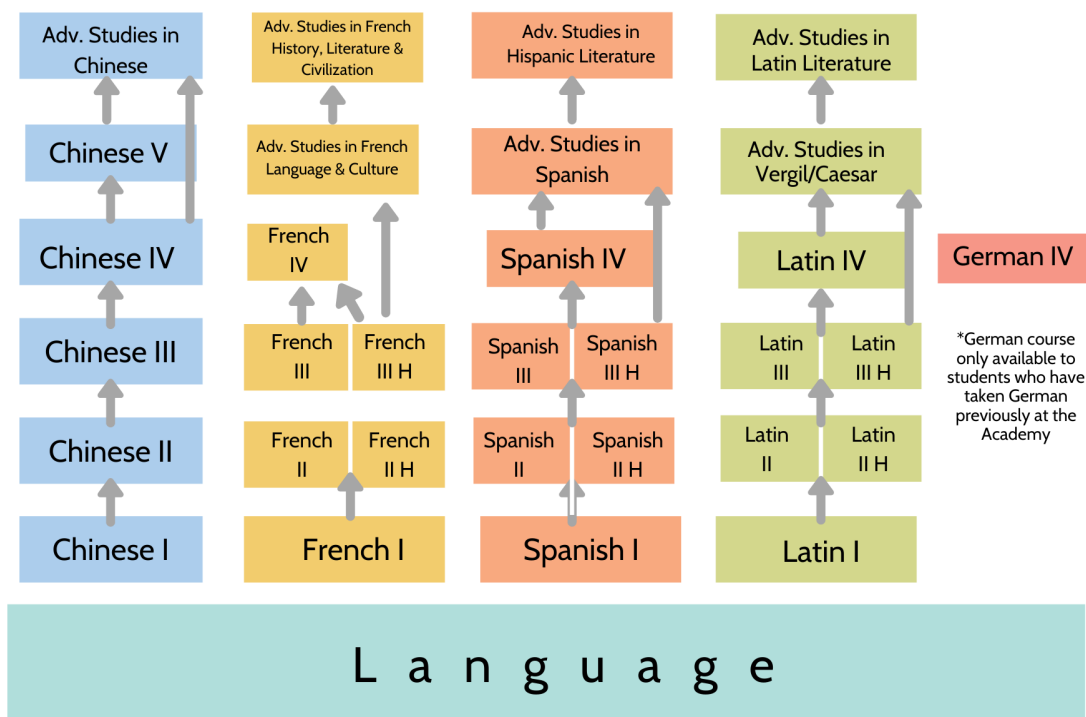 Adv. Studies in
Chinese
Chinese V
Chinese IV
Chinese III
Chinese II
Chinese I
Adv. Studies in French
History, Literature &
Civilization
Adv. Studies in French
Language & Culture
French
IV
French
III
French
III H
French
II
French
II H
French I
Adv. Studies in
Hispanic Literature
Adv. Studies in
Spanish
Spanish IV
Spanish
III
Spanish
III H
Spanish
II
Spanish
II H
Spanish I
Adv. Studies in
Latin Literature
Adv. Studies in
Vergil/Caesar
Latin IV
Latin
III
Latin
III H
Latin
II
Latin
II H
Latin I
German IV
*German course
only available to
students who have
taken German
previously at the
Academy
Language